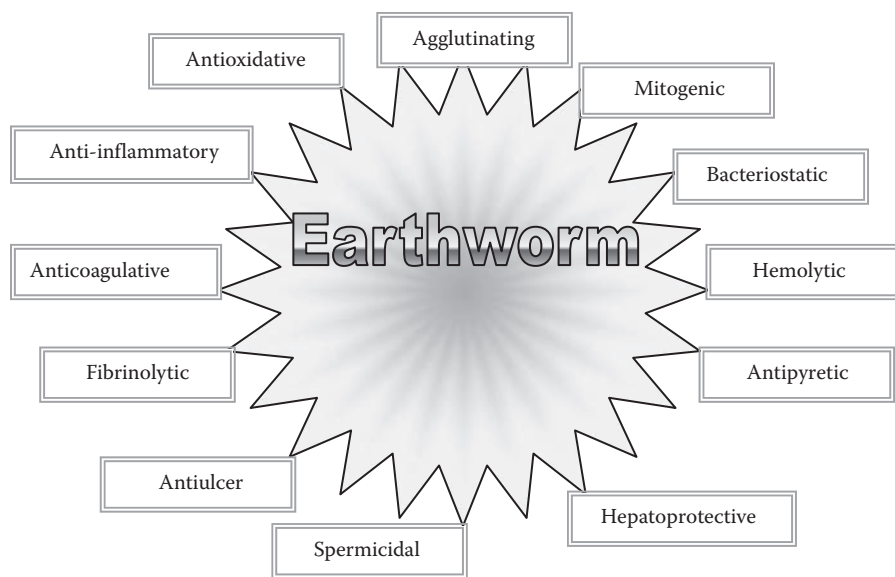 Agglutinating
Antioxidative
Mitogenic
Anti-inflammatory
Bacteriostatic
Earthworm
Anticoagulative
Hemolytic
Fibrinolytic
Antipyretic
Antiulcer
Hepatoprotective
Spermicidal